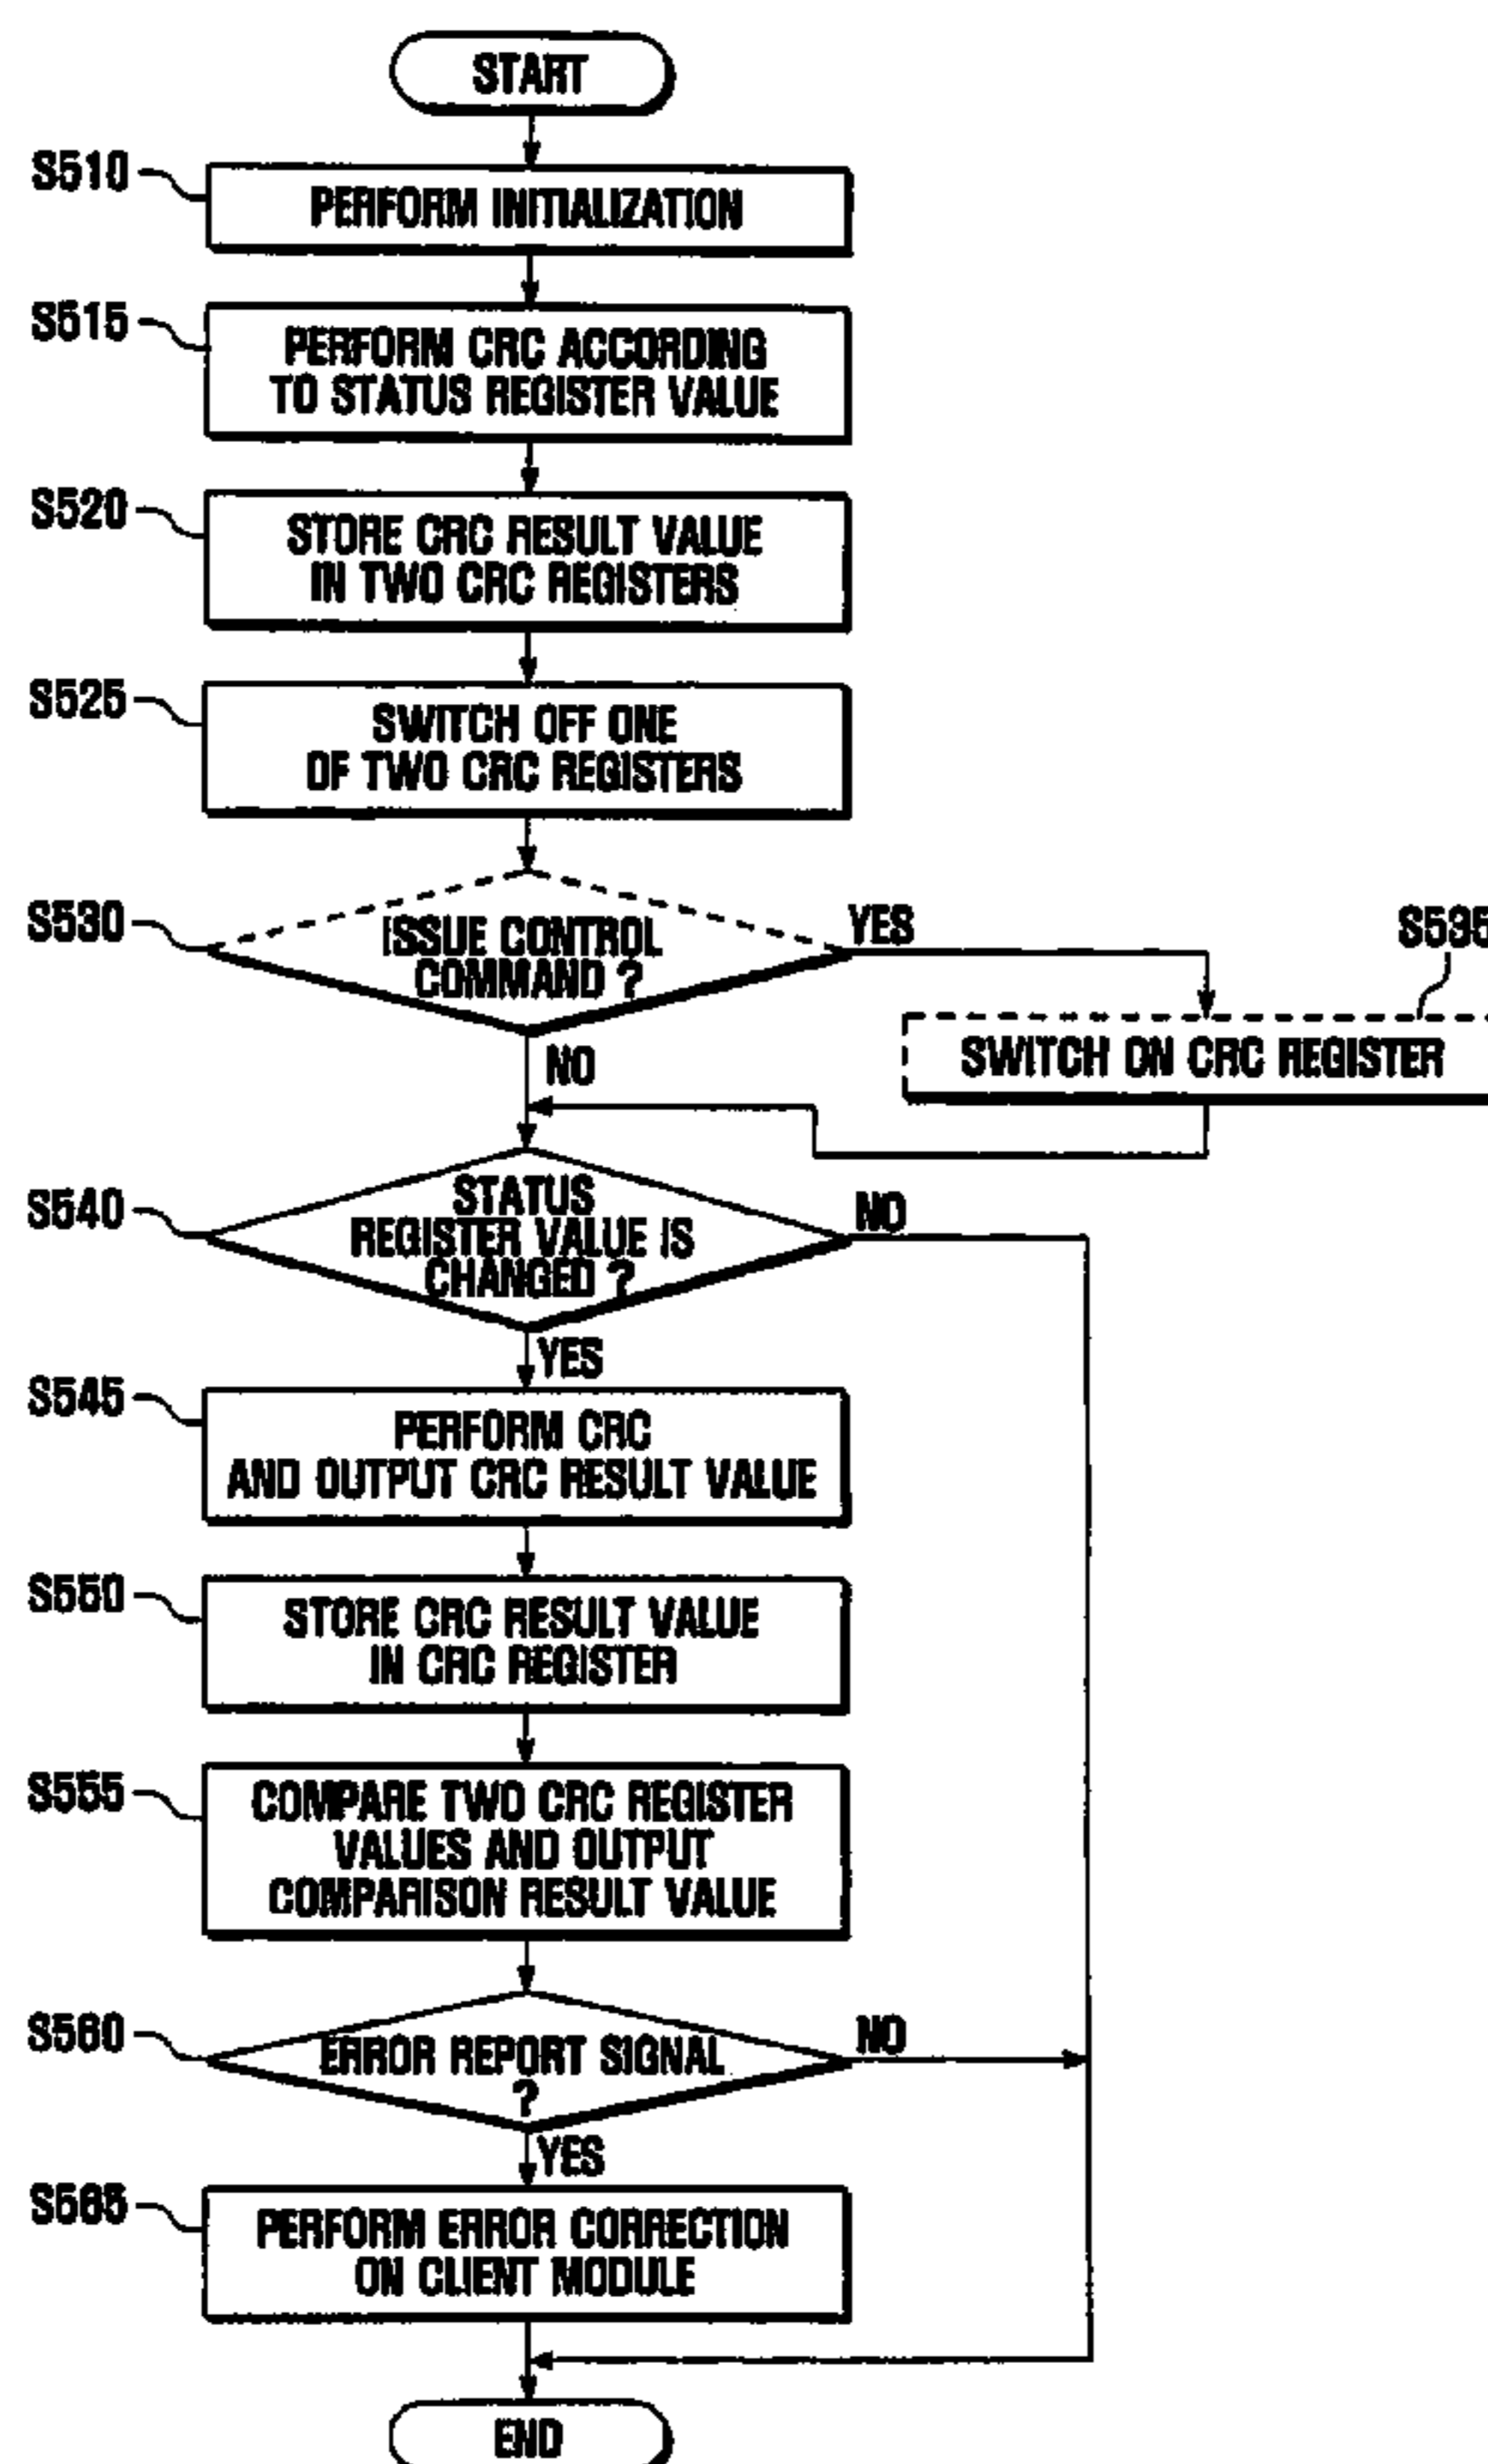 START
S510
PERFORM INITIALIZATION
S515
PERFORM CRC ACCORDING
TO STATUS REGISTER VALUE
S520
STORE CRC RESULT VALUE
IN TWO CRC REGISTERS
S525
SWITCH OFF ONE
OF TWO CRC REGISTERS
S530
ISSUE CONTROL
COMMAND ?
YES
S535
SWITCH ON CRC REGISTER
NO
S540
STATUS
REGISTER VALUE IS
CHANGED ?
NO
YES
S545
PERFORM CRC
AND OUTPUT CRC RESULT VALUE
S550
STORE CRC RESULT VALUE
IN CRC REGISTER
S555
COMPARE TWO CRC REGISTER
VALUES AND OUTPUT
COMPARISON RESULT VALUE
S560
ERROR REPORT SIGNAL
?
NO
YES
S565
PERFORM ERROR CORRECTION
ON CLIENT MODULE
END